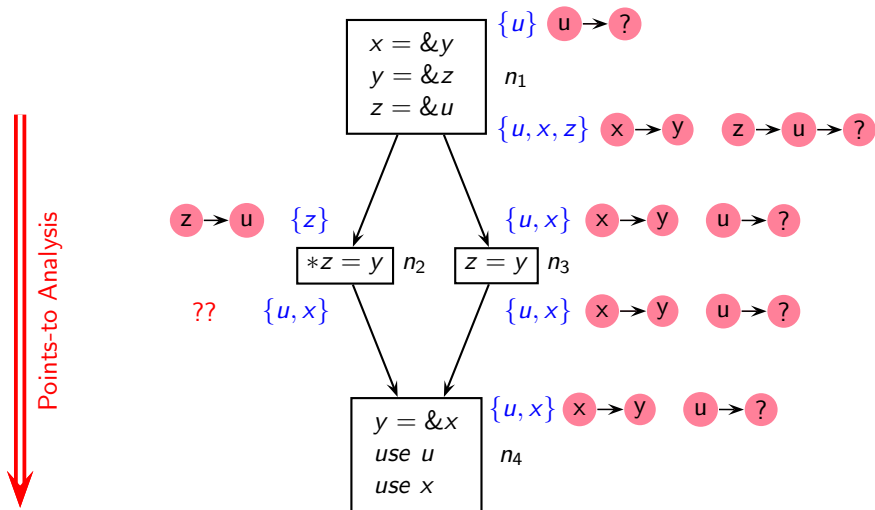 {u} u ?
x = &y
y = &z
z = &u
n1
{u, x, z} x y z u ?
z u {z} {u, x} x y u ?
*z = y n2 z = y n3
?? {u, x} {u, x} x y u ?
Points-to Analysis
{u, x} x y u ?
y = &x
use u
use x
n4